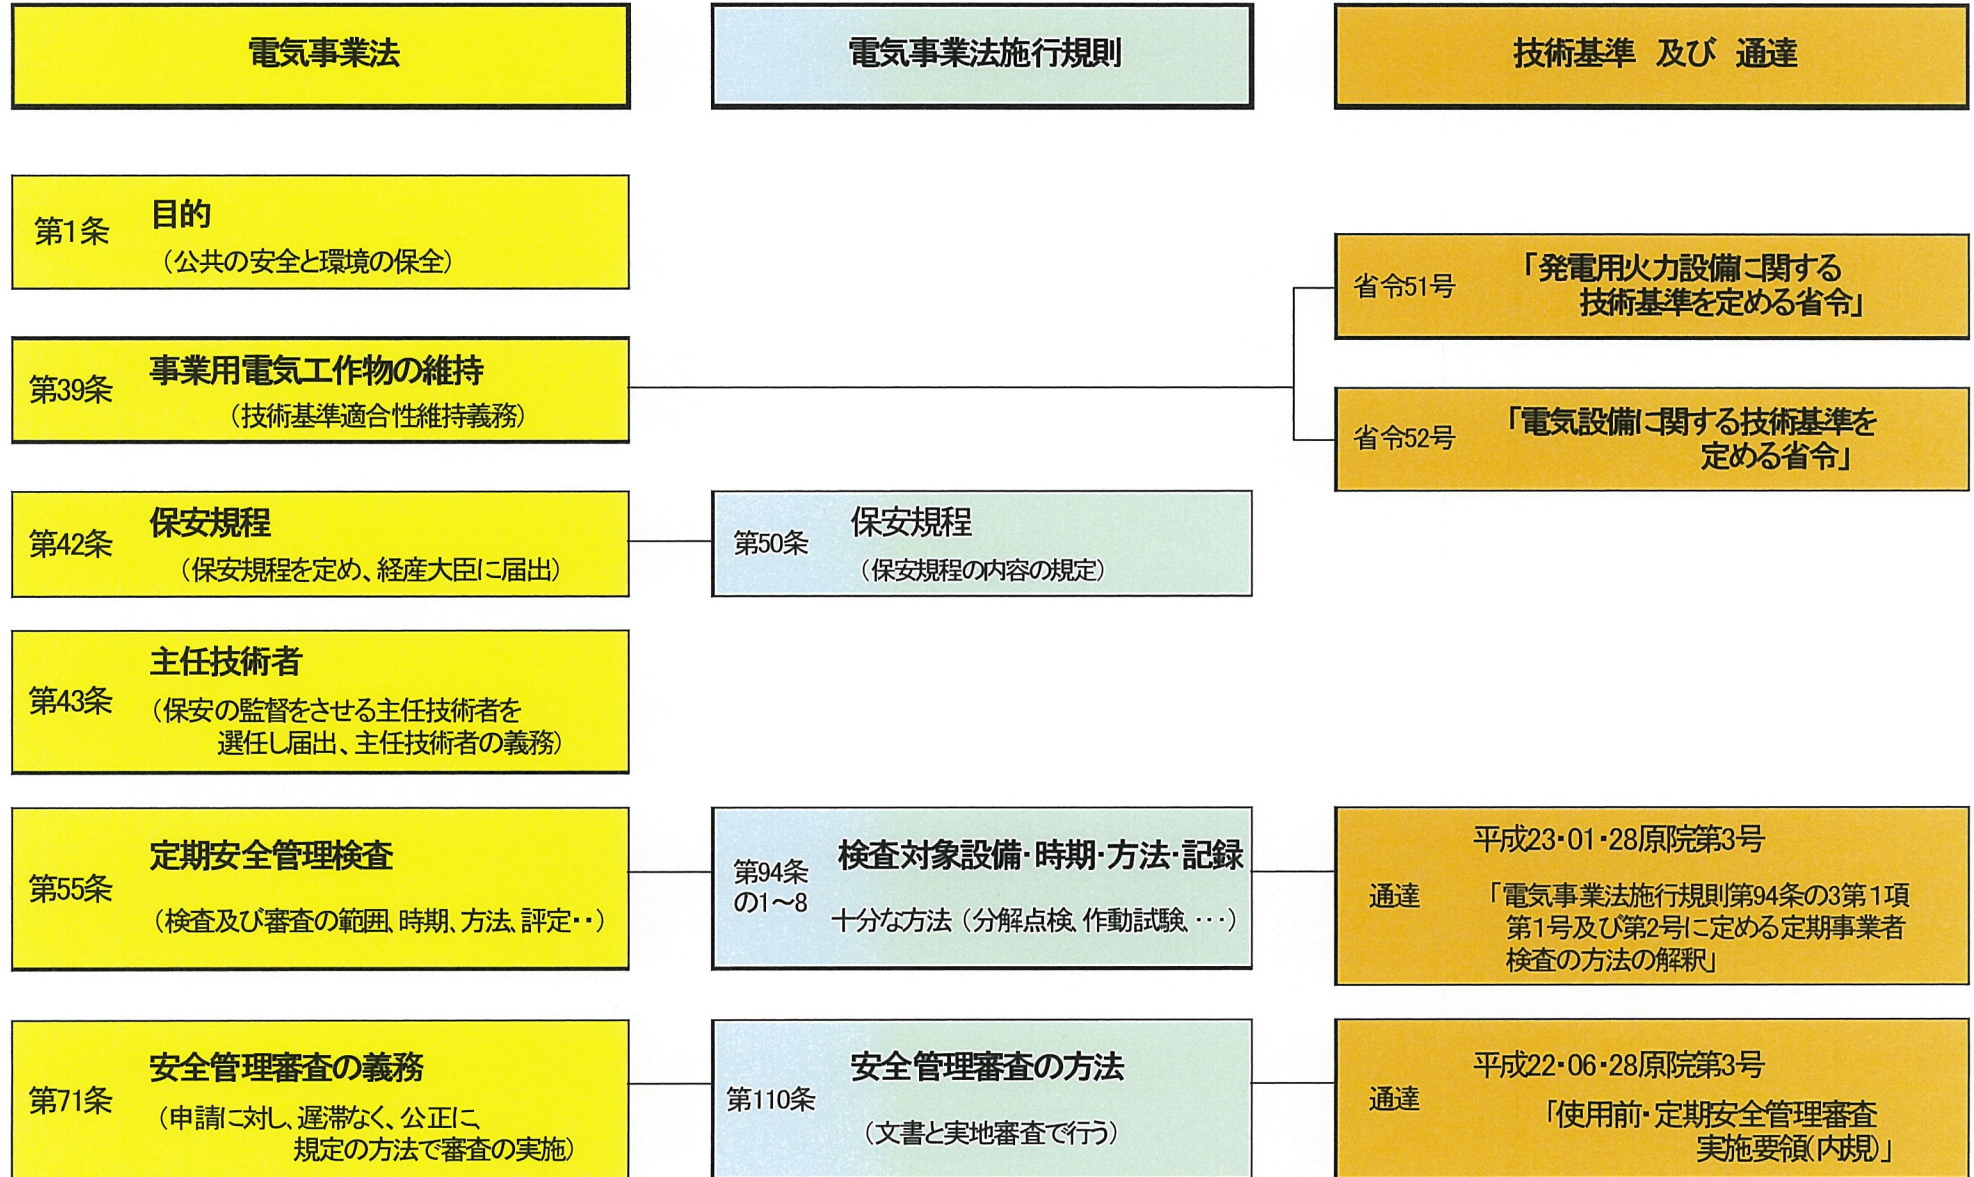 電気事業法
電気事業法施行規則
技術基準 及び 通達
第1条
目的
（公共の安全と環境の保全）
省令51号
「発電用火力設備に関する
技術基準を定める省令」
第39条
事業用電気工作物の維持
（技術基準適合性維持義務）
省令52号
「電気設備に関する技術基準を
定める省令」
第42条
保安規程
（保安規程を定め、経産大臣に届出）
第50条
保安規程
（保安規程の内容の規定）
第43条
主任技術者
（保安の監督をさせる主任技術者を
選任し届出、主任技術者の義務）
第55条
定期安全管理検査
（検査及び審査の範囲、時期、方法、評定・・）
第94条
の1～8
検査対象設備・時期・方法・記録
十分な方法（分解点検、作動試験、・・・）
通達
平成23・01・28原院第3号
「電気事業法施行規則第94条の3第1項
第1号及び第2号に定める定期事業者
検査の方法の解釈」
第71条
安全管理審査の義務
（申請に対し、遅滞なく、公正に、
規定の方法で審査の実施）
第110条
安全管理審査の方法
（文書と実地審査で行う）
通達
平成22・06・28原院第3号
「使用前・定期安全管理審査
実施要領(内規)」